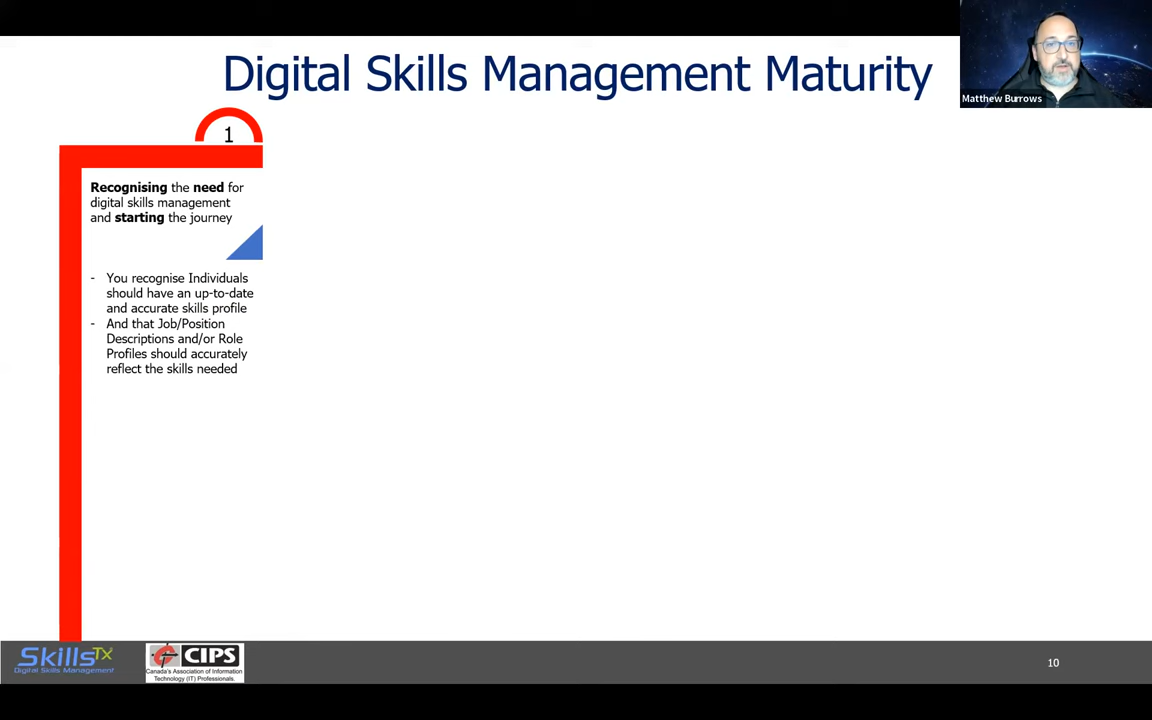 Digital Skills Management Maturity
Matthew Burrows
1
Recognising the need for
digital skills management
and starting the journey
- You recognise Individuals
should have an up-to-date
and accurate skills profile
- And that Job/Position
Descriptions and/or Role
Profiles should accurately
reflect the skills needed
SkillsTX
Digital Skills Management
CIPS
Canada's Association of Information
Technology (IT) Professionals.
10